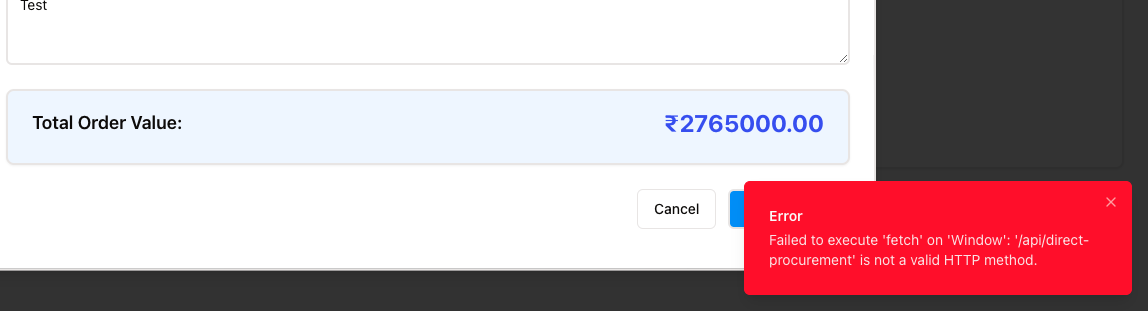 Test
Total Order Value:
₹2765000.00
Cancel
Error
Failed to execute 'fetch' on 'Window': '/api/direct-
procurement' is not a valid HTTP method.